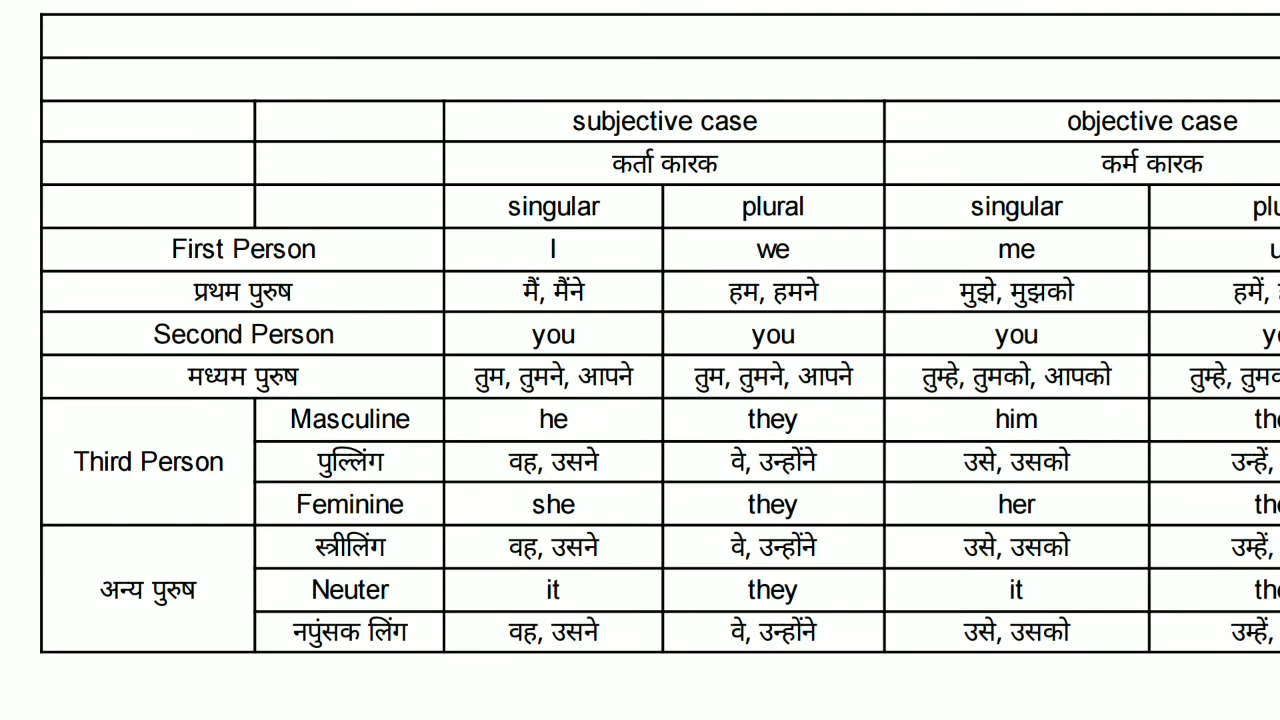 subjective case objective case
कर्ता कारक कर्म कारक
singular plural singular
First Person I we me
प्रथम पुरुष मैं, मैंने हम, हमने मुझे, मुझको हमें,
Second Person you you you
मध्यम पुरुष तुम, तुमने, आपने तुम, तुमने, आपने तुम्हे, तुमको, आपको तुम्हे,
Masculine he they him
Third Person पुल्लिंग वह, उसने वे, उन्होंने उसे, उसको उन्हें,
Feminine she they her
स्त्रीलिंग वह, उसने वे, उन्होंने उसे, उसको उम्हें,
अन्य पुरुष Neuter it they it
नपुंसक लिंग वह, उसने वे, उन्होंने उसे, उसको उम्हें,